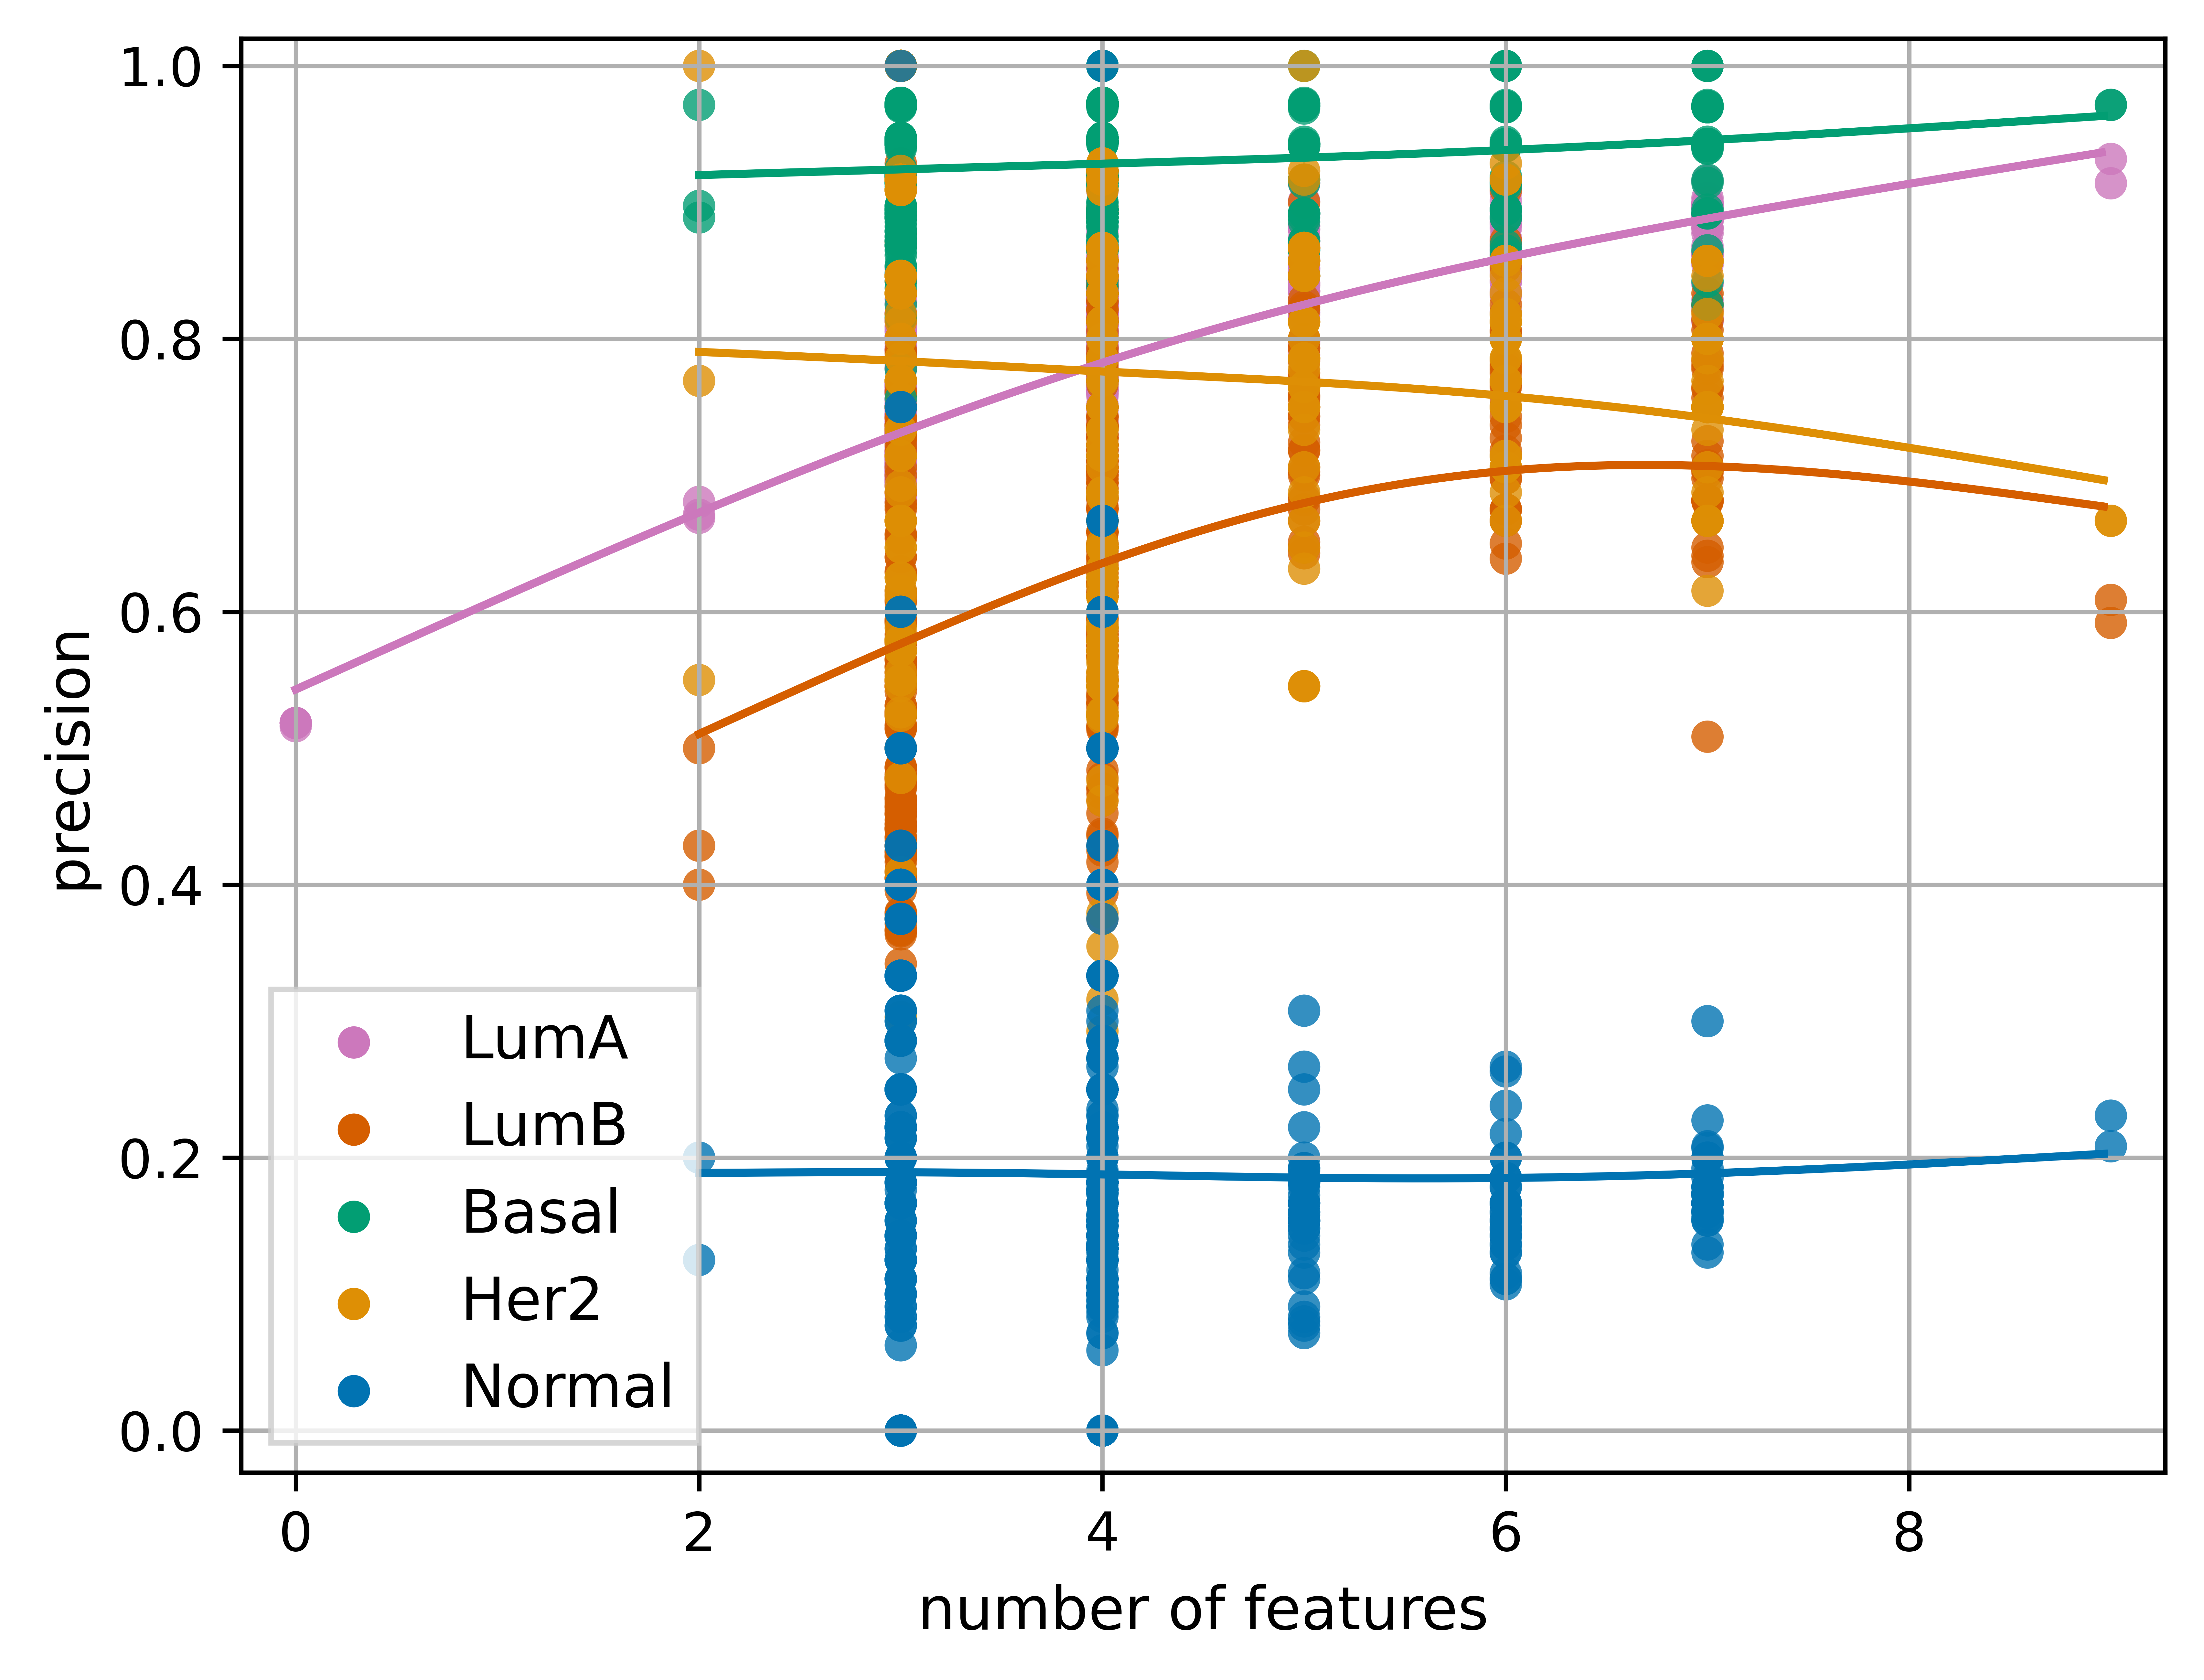 1.0
0.8
0.6
0.4
0.2
0.0
precision
LumA
LumB
Basal
Her2
Normal
0 2 4 6 8
number of features